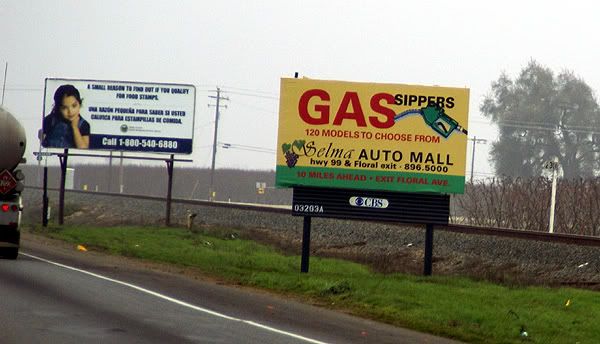 A SMALL REASON TO FIND OUT IF YOU QUALIFY
FOR FOOD STAMPS.
UNA RAZÓN PEQUEÑA PARA SABER SI USTED
CALIFICA PARA ESTAMPILLAS DE COMIDA.
Call 1-800-540-6880
GAS SIPPERS
120 MODELS TO CHOOSE FROM
Selma AUTO MALL
hwy 99 & Floral exit · 896.5000
10 MILES AHEAD · EXIT FLORAL AVE.
03203A
CBS